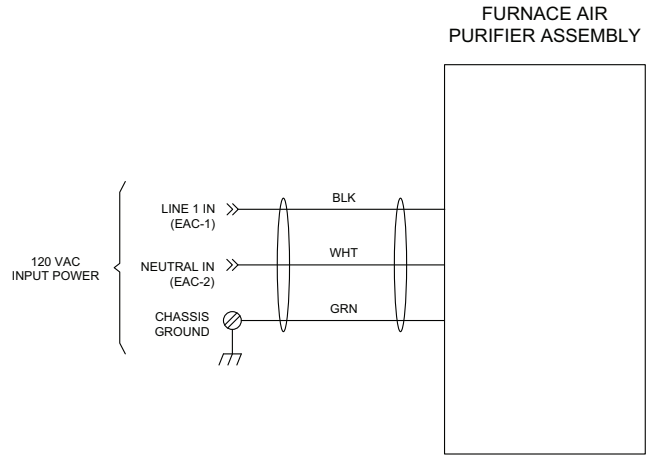 FURNACE AIR
PURIFIER ASSEMBLY
LINE 1 IN
(EAC-1)
BLK
120 VAC
INPUT POWER
NEUTRAL IN
(EAC-2)
WHT
CHASSIS
GROUND
GRN